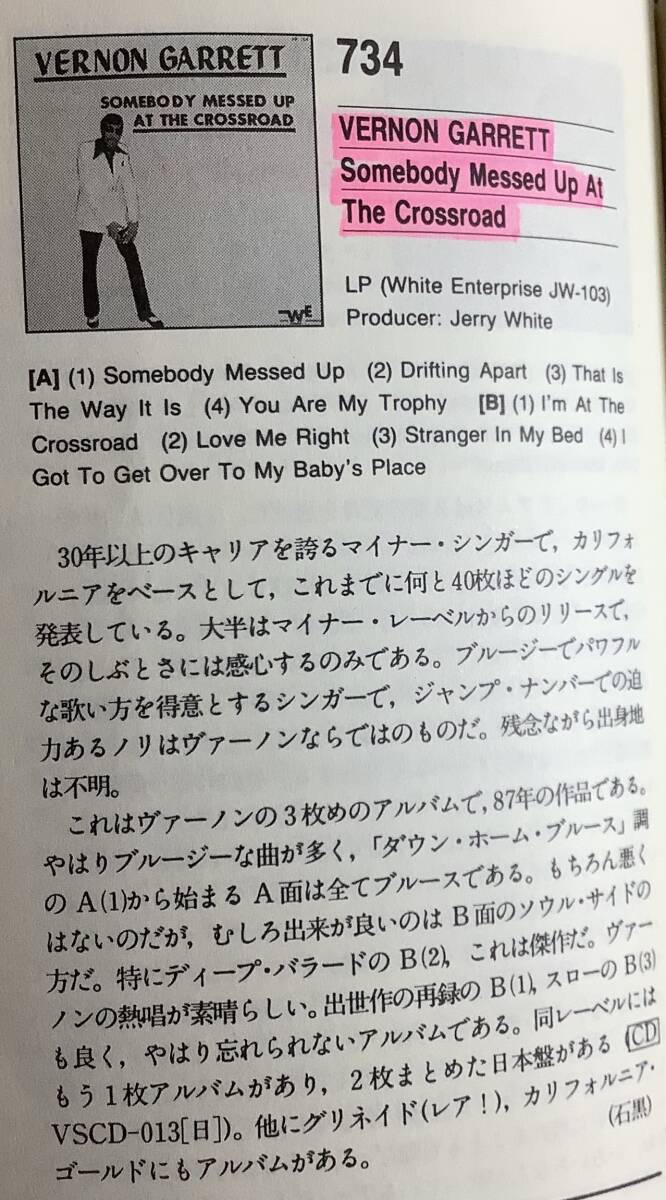 VERNON GARRETT
SOMEBODY MESSED UP
AT THE CROSSROAD
WE
734
VERNON GARRETT
Somebody Messed Up At
The Crossroad
LP (White Enterprise JW-103)
Producer: Jerry White
[A] (1) Somebody Messed Up (2) Drifting Apart (3) That Is
The Way It Is (4) You Are My Trophy [B] (1) I'm At The
Crossroad (2) Love Me Right (3) Stranger In My Bed (4) I
Got To Get Over To My Baby's Place
30年以上のキャリアを誇るマイナー・シンガーで，カリフォ
ルニアをベースとして，これまでに何と40枚ほどのシングルを
発表している。大半はマイナー・レーベルからのリリースで，
そのしぶとさには感心するのみである。ブルージーでパワフル
な歌い方を得意とするシンガーで，ジャンプ・ナンバーでの迫
力あるノリはヴァーノンならではのものだ。残念ながら出身地
は不明。
これはヴァーノンの3枚めのアルバムで，87年の作品である。
やはりブルージーな曲が多く，「ダウン・ホーム・ブルース」調
の A(1)から始まる A 面は全てブルースである。もちろん悪く
はないのだが，むしろ出来が良いのは B 面のソウル・サイドの
方だ。特にディープ・バラードの B(2)，これは傑作だ。ヴァー
ノンの熱唱が素晴らしい。出世作の再録の B(1)，スローの B(3)
も良く，やはり忘れられないアルバムである。同レーベルには
もう1枚アルバムがあり，2枚まとめた日本盤がある（CD
VSCD-013[日]）。他にグリネイド(レア！)，カリフォルニア・
ゴールドにもアルバムがある。
(石黒)